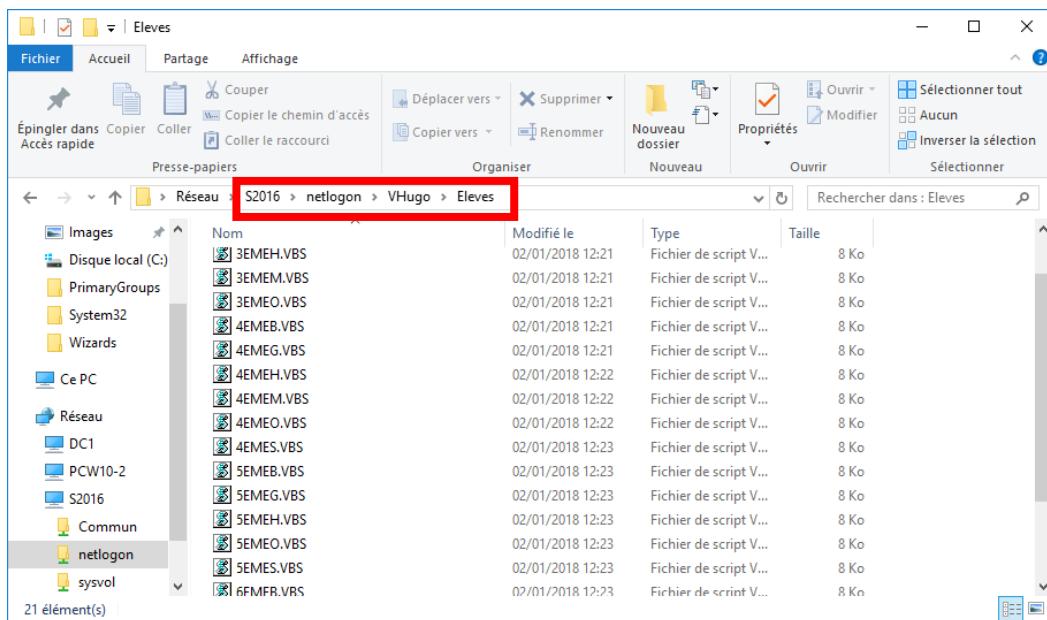 Eleves
Fichier Accueil Partage Affichage
Épingler dans Accès rapide
Copier
Coller
Couper
Copier le chemin d'accès
Coller le raccourci
Presse-papiers
Déplacer vers
Copier vers
Supprimer
Renommer
Organiser
Nouveau dossier
Nouveau
Propriétés
Ouvrir
Modifier
Ouvrir
Sélectionner tout
Aucun
Inverser la sélection
Sélectionner
Réseau > S2016 > netlogon > VHugo > Eleves
Rechercher dans : Eleves
Images
Disque local (C:)
PrimaryGroups
System32
Wizards
Ce PC
Réseau
DC1
PCW10-2
S2016
Commun
netlogon
sysvol
Nom Modifié le Type Taille
3EMEH.VBS 02/01/2018 12:21 Fichier de script V... 8 Ko
3EMEM.VBS 02/01/2018 12:21 Fichier de script V... 8 Ko
3EMEO.VBS 02/01/2018 12:21 Fichier de script V... 8 Ko
4EMEB.VBS 02/01/2018 12:21 Fichier de script V... 8 Ko
4EMEG.VBS 02/01/2018 12:21 Fichier de script V... 8 Ko
4EMEH.VBS 02/01/2018 12:22 Fichier de script V... 8 Ko
4EMEM.VBS 02/01/2018 12:22 Fichier de script V... 8 Ko
4EMEO.VBS 02/01/2018 12:22 Fichier de script V... 8 Ko
4EMES.VBS 02/01/2018 12:23 Fichier de script V... 8 Ko
5EMEB.VBS 02/01/2018 12:23 Fichier de script V... 8 Ko
5EMEG.VBS 02/01/2018 12:23 Fichier de script V... 8 Ko
5EMEH.VBS 02/01/2018 12:23 Fichier de script V... 8 Ko
5EMEO.VBS 02/01/2018 12:23 Fichier de script V... 8 Ko
5EMES.VBS 02/01/2018 12:23 Fichier de script V... 8 Ko
6EMEB.VBS 02/01/2018 12:23 Fichier de script V... 8 Ko
21 élément(s)